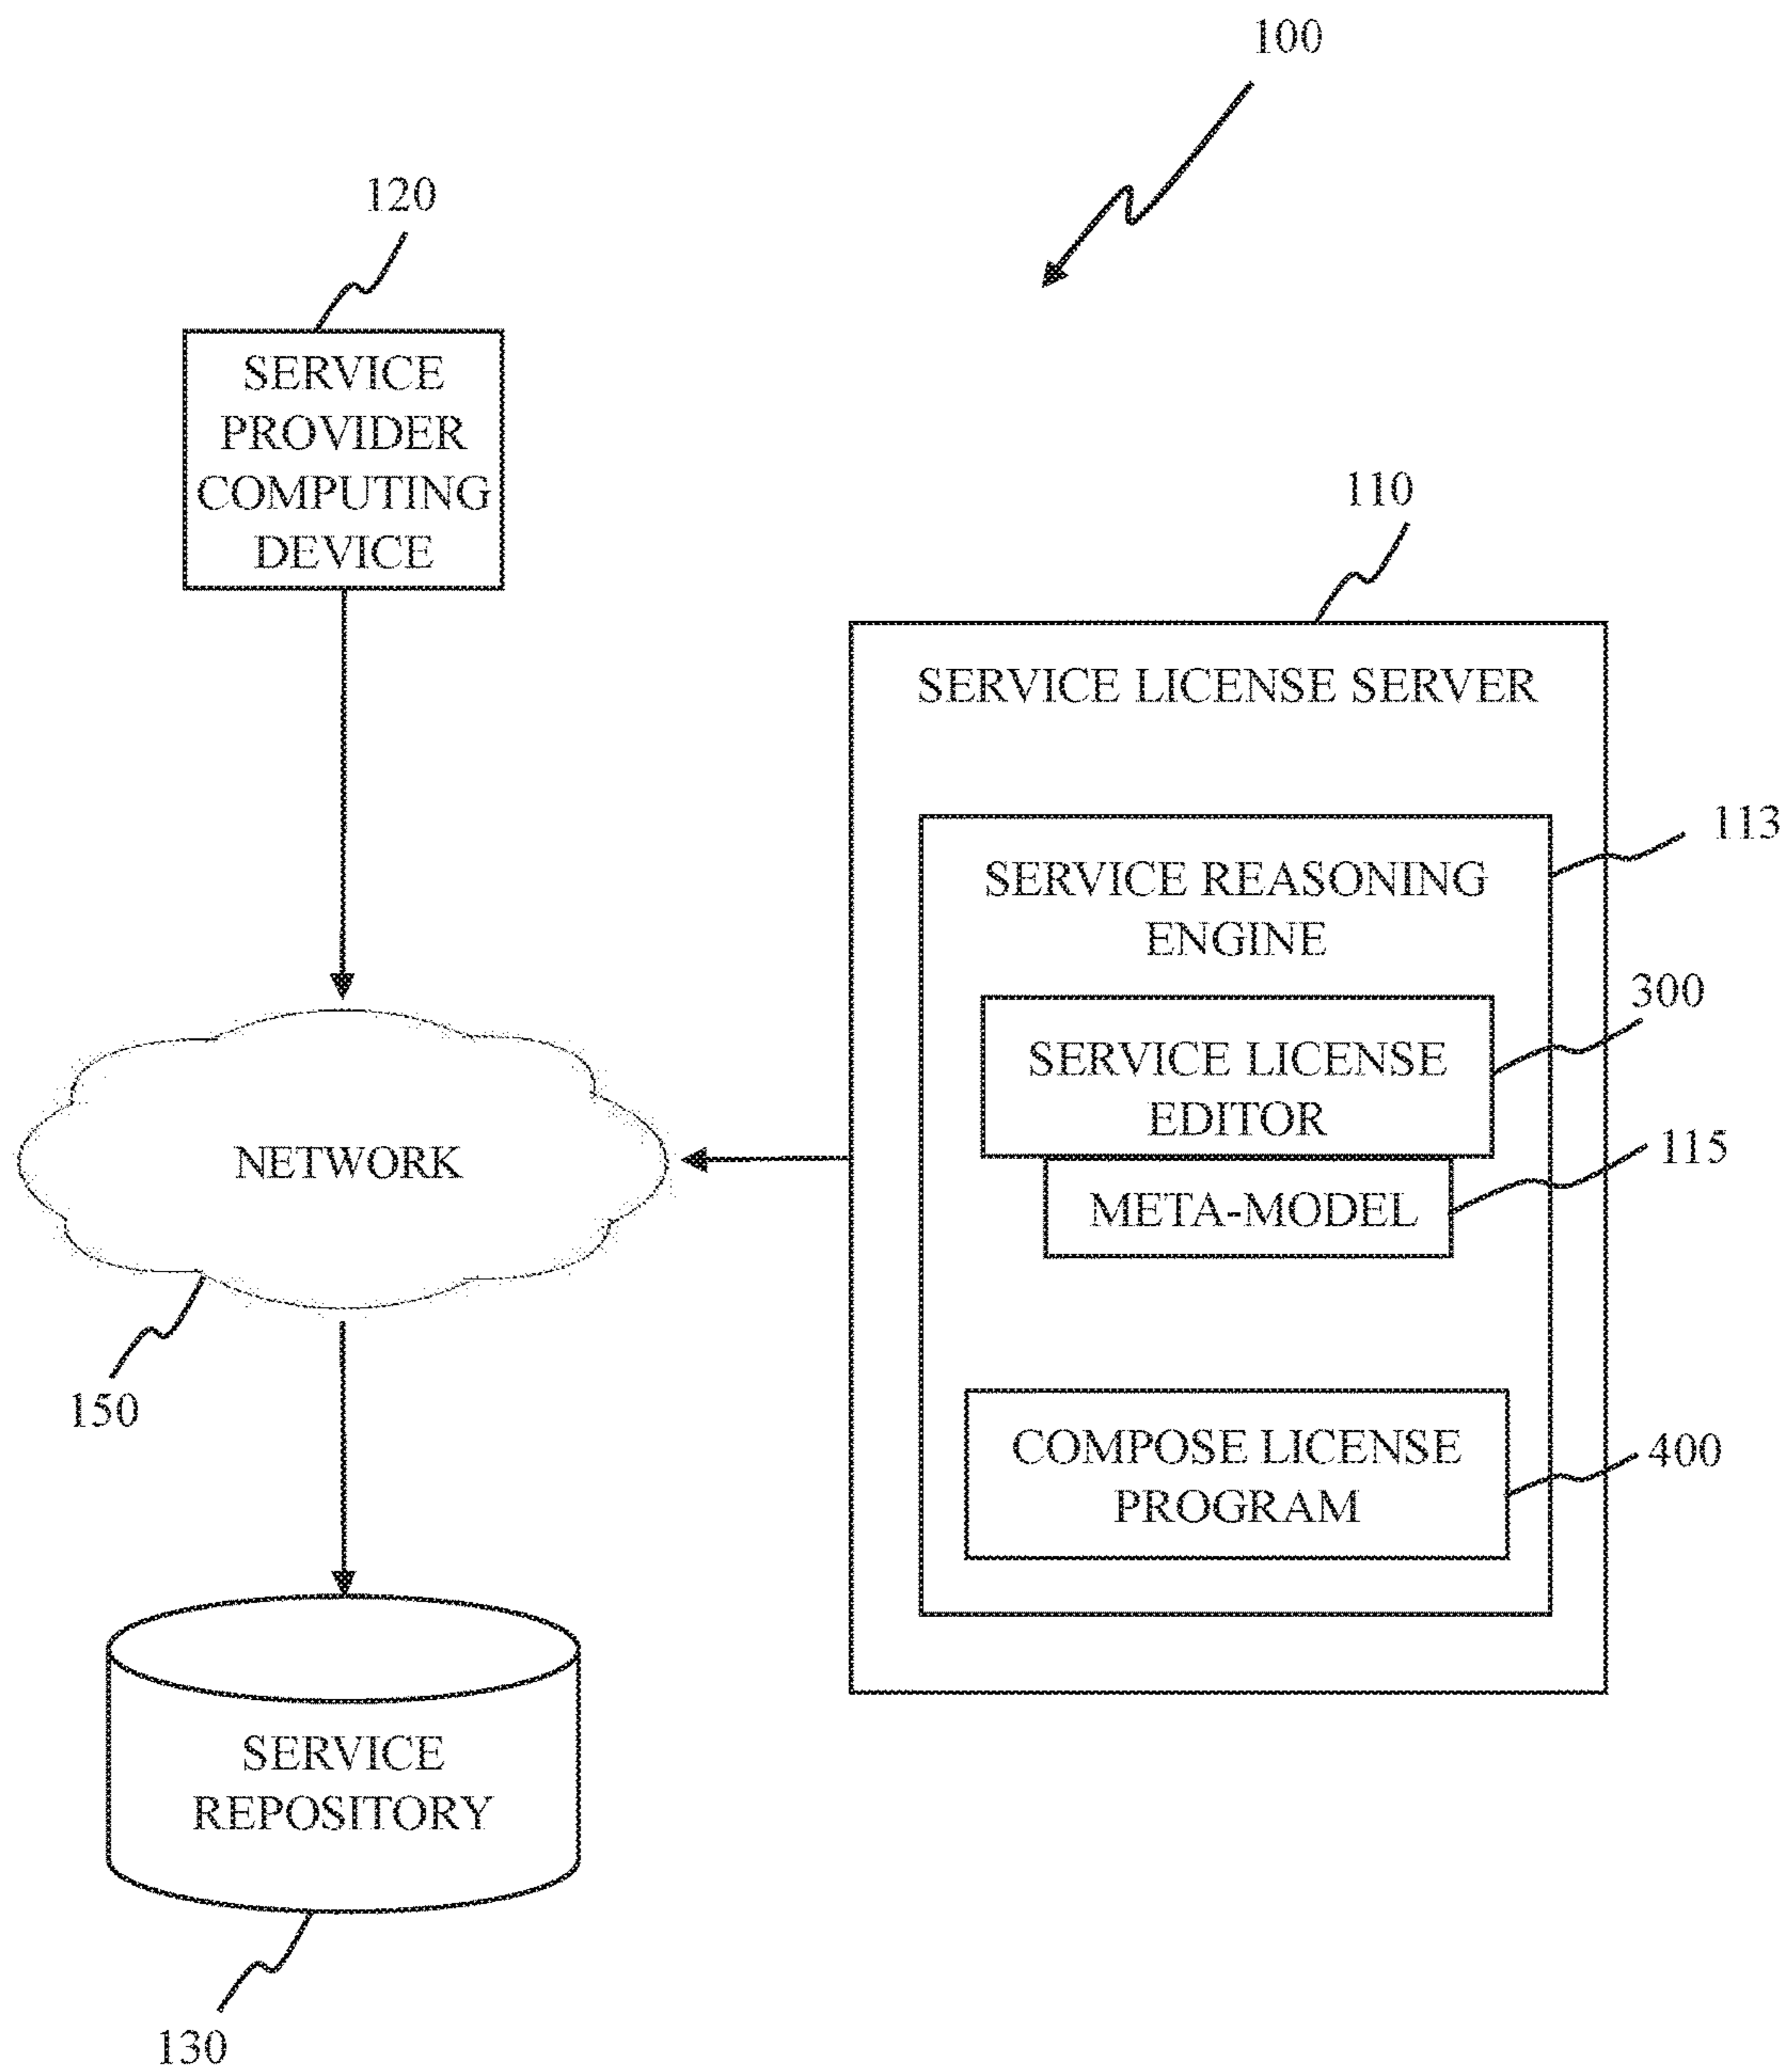 100
120
SERVICE
PROVIDER
COMPUTING
DEVICE
110
SERVICE LICENSE SERVER
113
SERVICE REASONING
ENGINE
300
SERVICE LICENSE
EDITOR
115
META-MODEL
NETWORK
150
400
COMPOSE LICENSE
PROGRAM
SERVICE
REPOSITORY
130